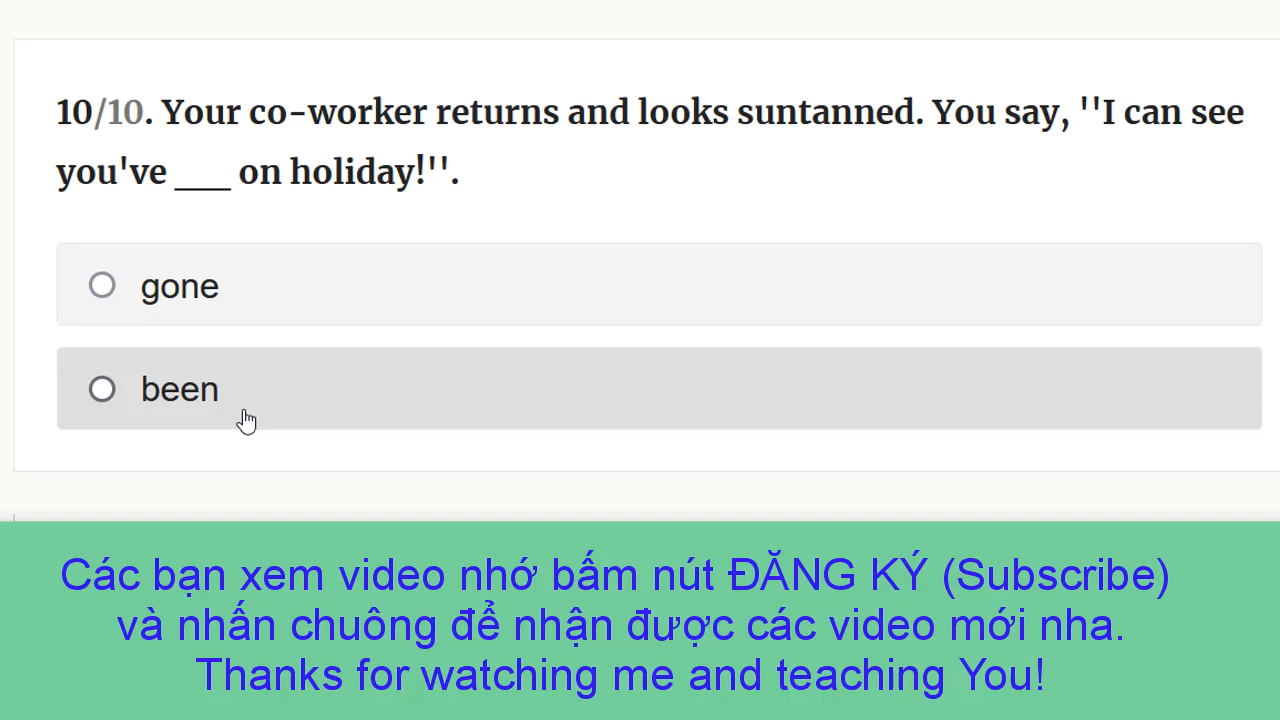 10/10. Your co-worker returns and looks suntanned. You say, ''I can see
you've ___ on holiday!''.
gone
been
Các bạn xem video nhớ bấm nút ĐĂNG KÝ (Subscribe)
và nhấn chuông để nhận được các video mới nha.
Thanks for watching me and teaching You!